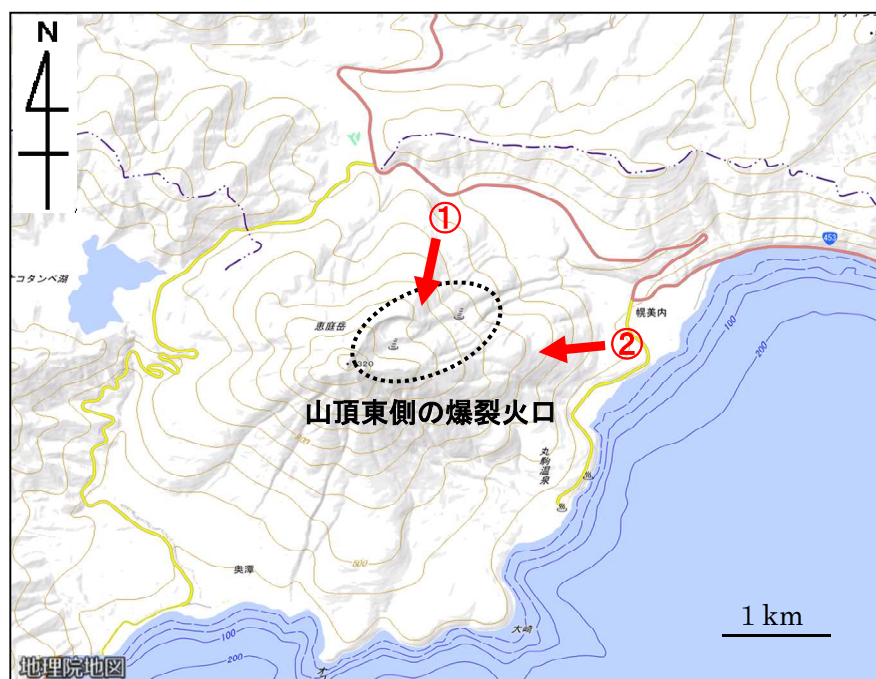 N
①
453
オコタンペ湖
幌美内
100
200
恵庭岳
②
1320
山頂東側の爆裂火口
丸駒温泉
500
奥潭
1 km
大崎
100
200
地理院地図